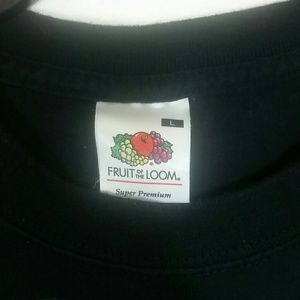 L
®
FRUIT OF THE LOOM®
Super Premium